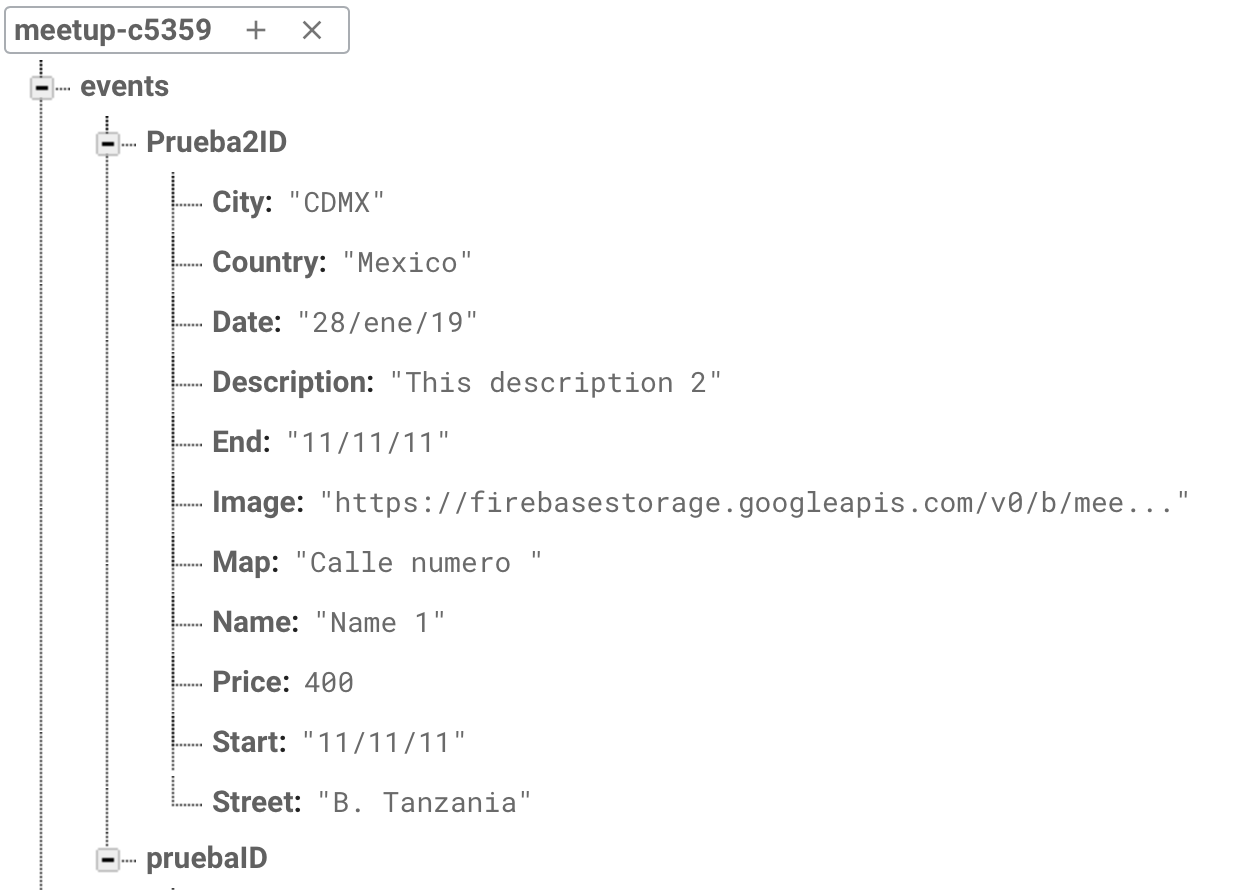 meetup-c5359
events
Prueba2ID
City: "CDMX"
Country: "Mexico"
Date: "28/ene/19"
Description: "This description 2"
End: "11/11/11"
Image: "https://firebasestorage.googleapis.com/v0/b/mee..."
Map: "Calle numero "
Name: "Name 1"
Price: 400
Start: "11/11/11"
Street: "B. Tanzania"
pruebaID